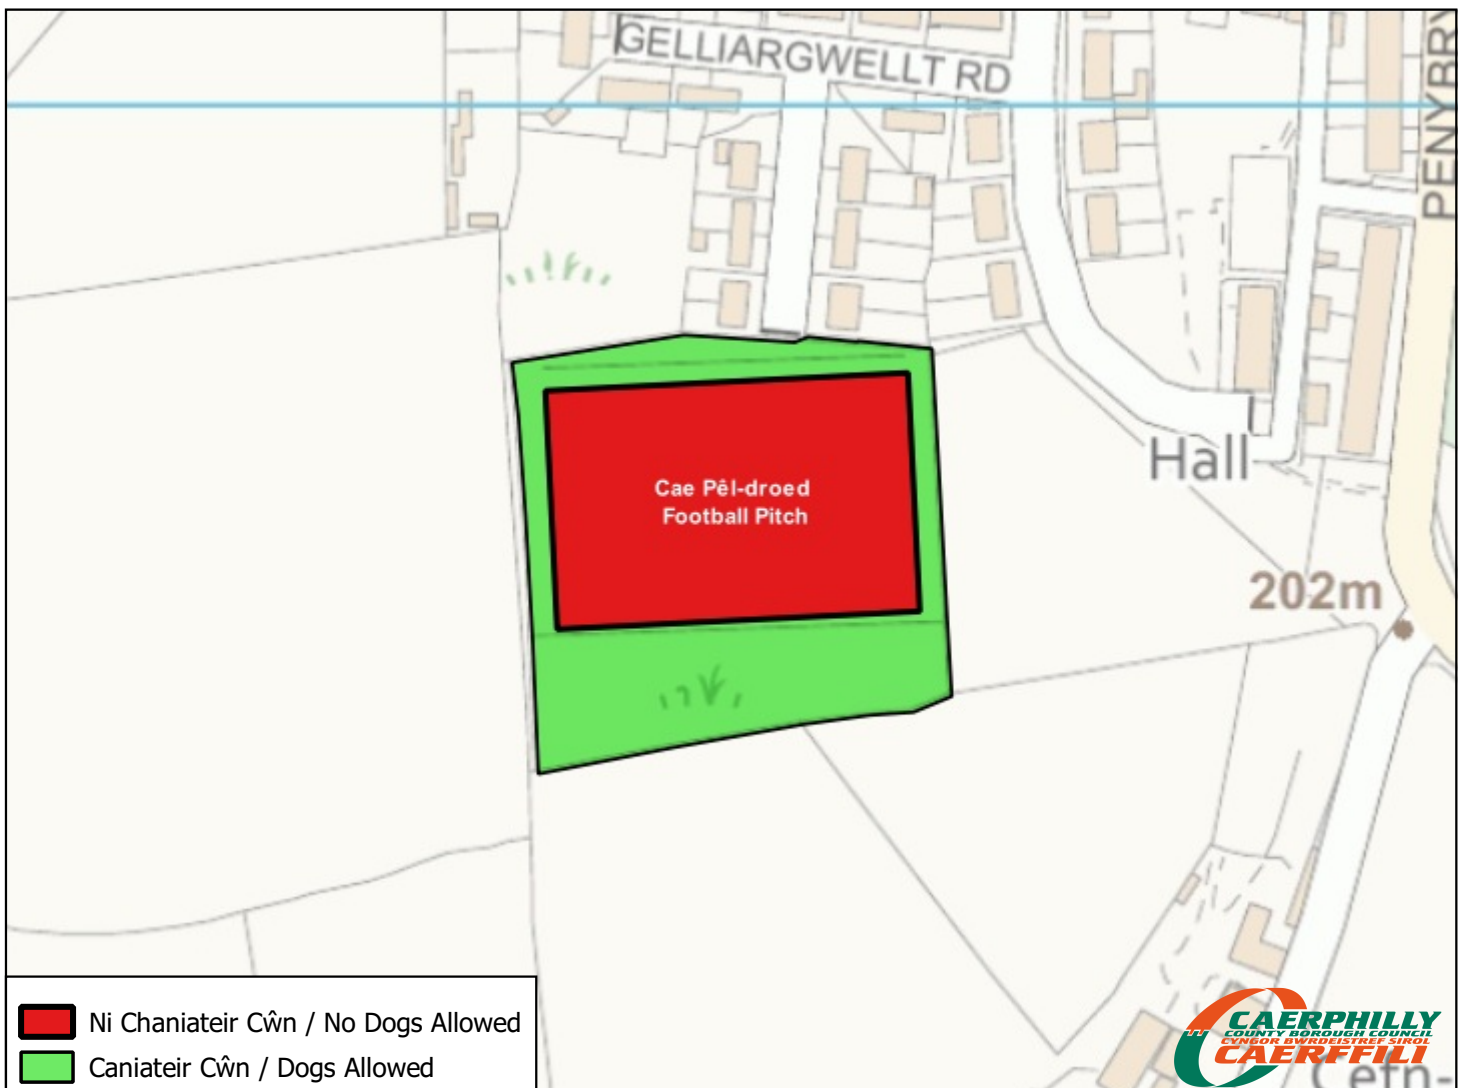 GELLIARGWELLT RD
Cae Pêl-droed
Football Pitch
Hall
202m
Ni Chaniateir Cŵn / No Dogs Allowed
Caniateir Cŵn / Dogs Allowed
CAERPHILLY
COUNTY BOROUGH COUNCIL
CYNGOR BWRDEISTREF SIROL
CAERFFILI
Cefn-